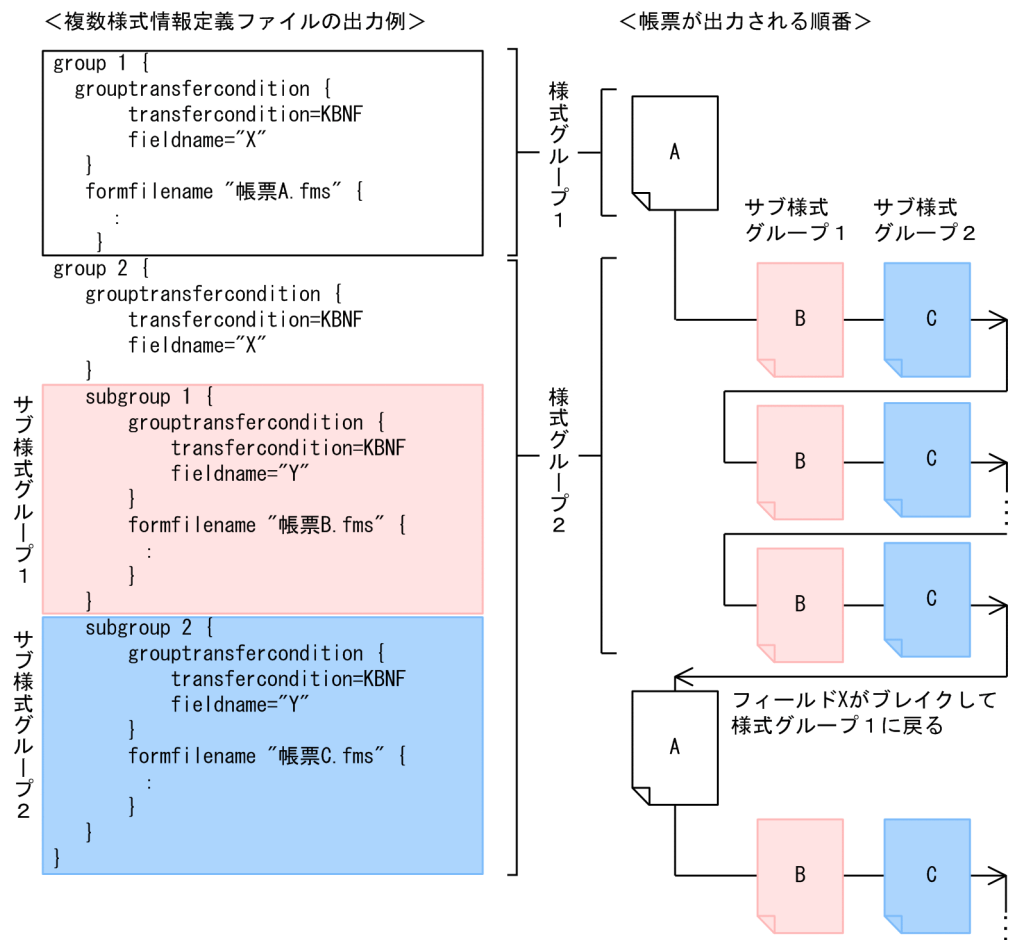 ＜複数様式情報定義ファイルの出力例＞
group 1 {
grouptransfercondition {
transfercondition=KBNF
fieldname="X"
}
formfilename "帳票A.fms" {
:
}
group 2 {
grouptransfercondition {
transfercondition=KBNF
fieldname="X"
}
subgroup 1 {
grouptransfercondition {
transfercondition=KBNF
fieldname="Y"
}
formfilename "帳票B.fms" {
:
}
}
subgroup 2 {
grouptransfercondition {
transfercondition=KBNF
fieldname="Y"
}
formfilename "帳票C.fms" {
:
}
}
}
サブ様式グループ1
サブ様式グループ2
様式グループ1
様式グループ2
＜帳票が出力される順番＞
A
サブ様式
グループ１
サブ様式
グループ２
B
C
B
C
B
C
フィールドXがブレイクして
様式グループ１に戻る
A
B
C